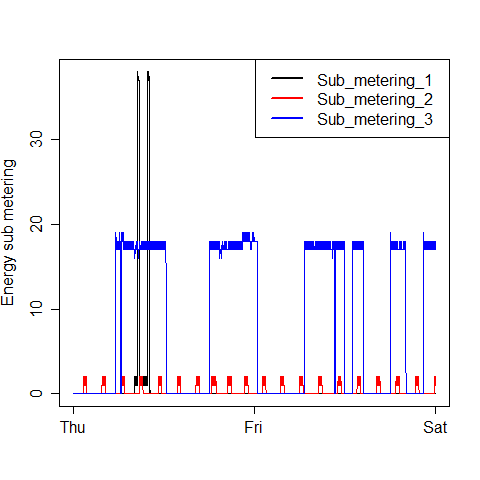 Sub_metering_1
Sub_metering_2
Sub_metering_3
Energy sub metering
30
20
10
0
Thu Fri Sat